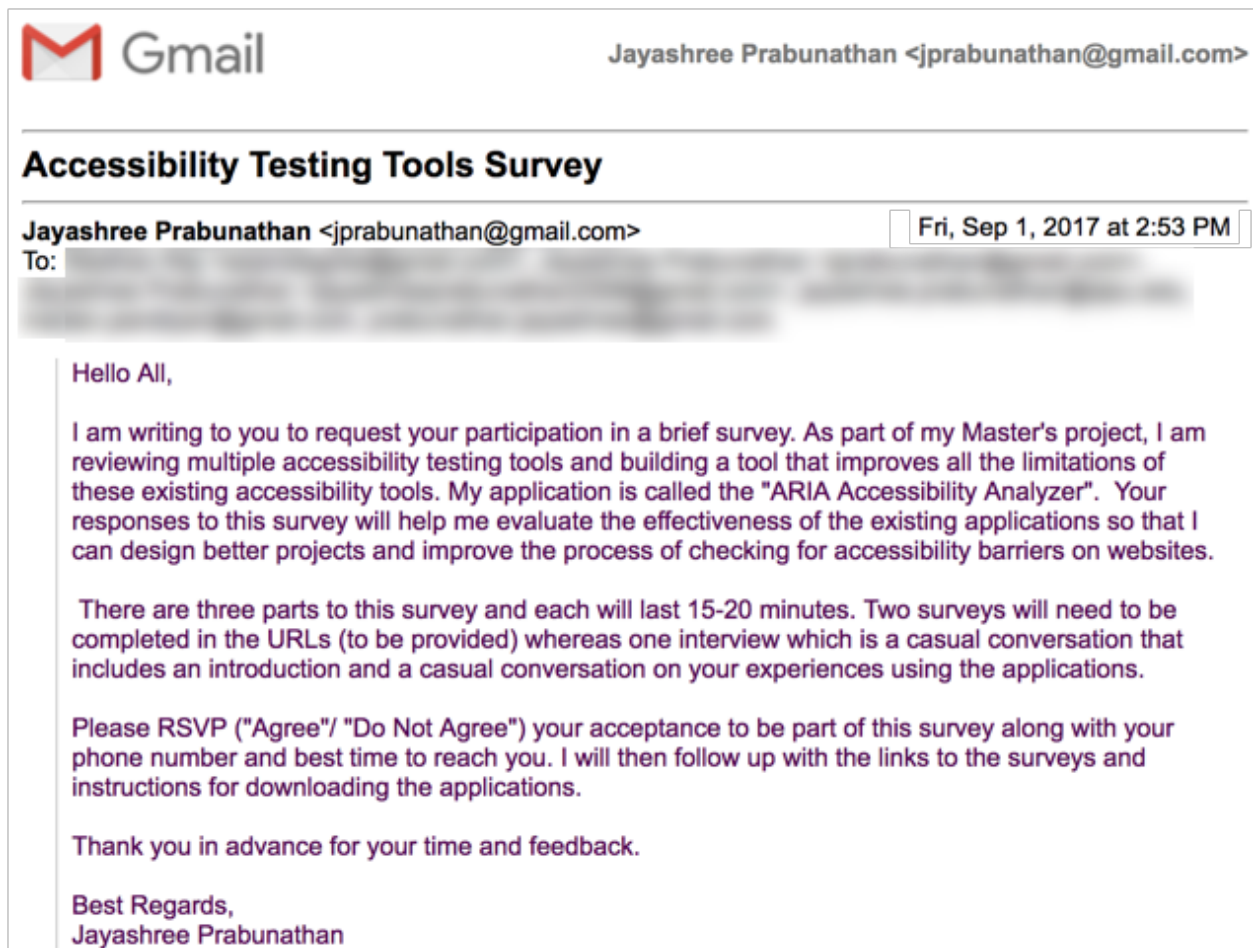 Gmail
Jayashree Prabunathan <jprabunathan@gmail.com>
Accessibility Testing Tools Survey
Jayashree Prabunathan <jprabunathan@gmail.com>
Fri, Sep 1, 2017 at 2:53 PM
To:
Hello All,
I am writing to you to request your participation in a brief survey. As part of my Master's project, I am
reviewing multiple accessibility testing tools and building a tool that improves all the limitations of
these existing accessibility tools. My application is called the "ARIA Accessibility Analyzer".  Your
responses to this survey will help me evaluate the effectiveness of the existing applications so that I
can design better projects and improve the process of checking for accessibility barriers on websites.
There are three parts to this survey and each will last 15-20 minutes. Two surveys will need to be
completed in the URLs (to be provided) whereas one interview which is a casual conversation that
includes an introduction and a casual conversation on your experiences using the applications.
Please RSVP ("Agree"/ "Do Not Agree") your acceptance to be part of this survey along with your
phone number and best time to reach you. I will then follow up with the links to the surveys and
instructions for downloading the applications.
Thank you in advance for your time and feedback.
Best Regards,
Jayashree Prabunathan